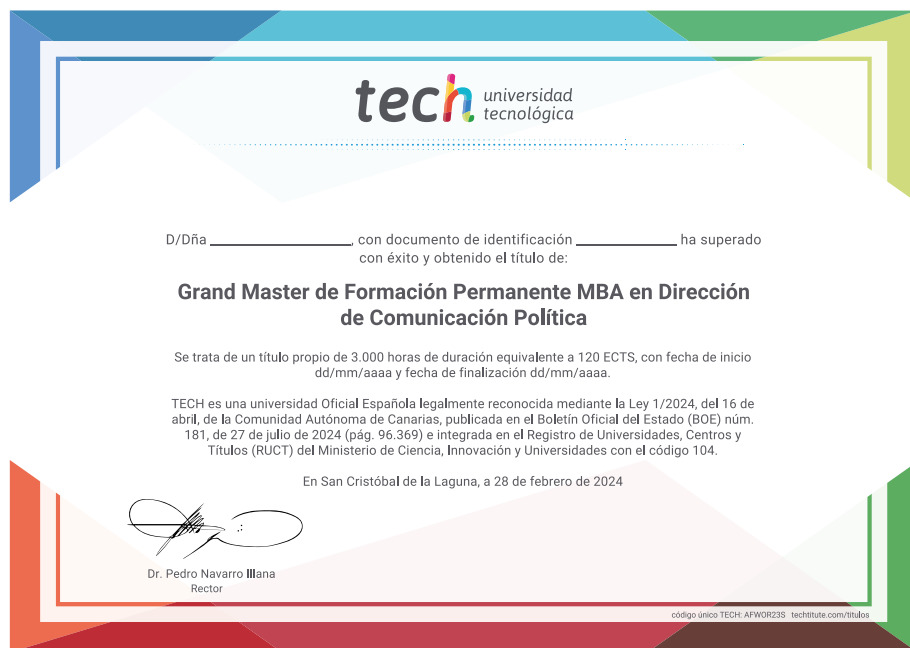 tech universidad
tecnológica
D/Dña ________________, con documento de identificación ____________ ha superado
con éxito y obtenido el título de:
Grand Master de Formación Permanente MBA en Dirección
de Comunicación Política
Se trata de un título propio de 3.000 horas de duración equivalente a 120 ECTS, con fecha de inicio
dd/mm/aaaa y fecha de finalización dd/mm/aaaa.
TECH es una universidad Oficial Española legalmente reconocida mediante la Ley 1/2024, del 16 de
abril, de la Comunidad Autónoma de Canarias, publicada en el Boletín Oficial del Estado (BOE) núm.
181, de 27 de julio de 2024 (pág. 96.369) e integrada en el Registro de Universidades, Centros y
Títulos (RUCT) del Ministerio de Ciencia, Innovación y Universidades con el código 104.
En San Cristóbal de la Laguna, a 28 de febrero de 2024
Dr. Pedro Navarro Illana
Rector
código único TECH: AFWOR23S techtitute.com/titulos